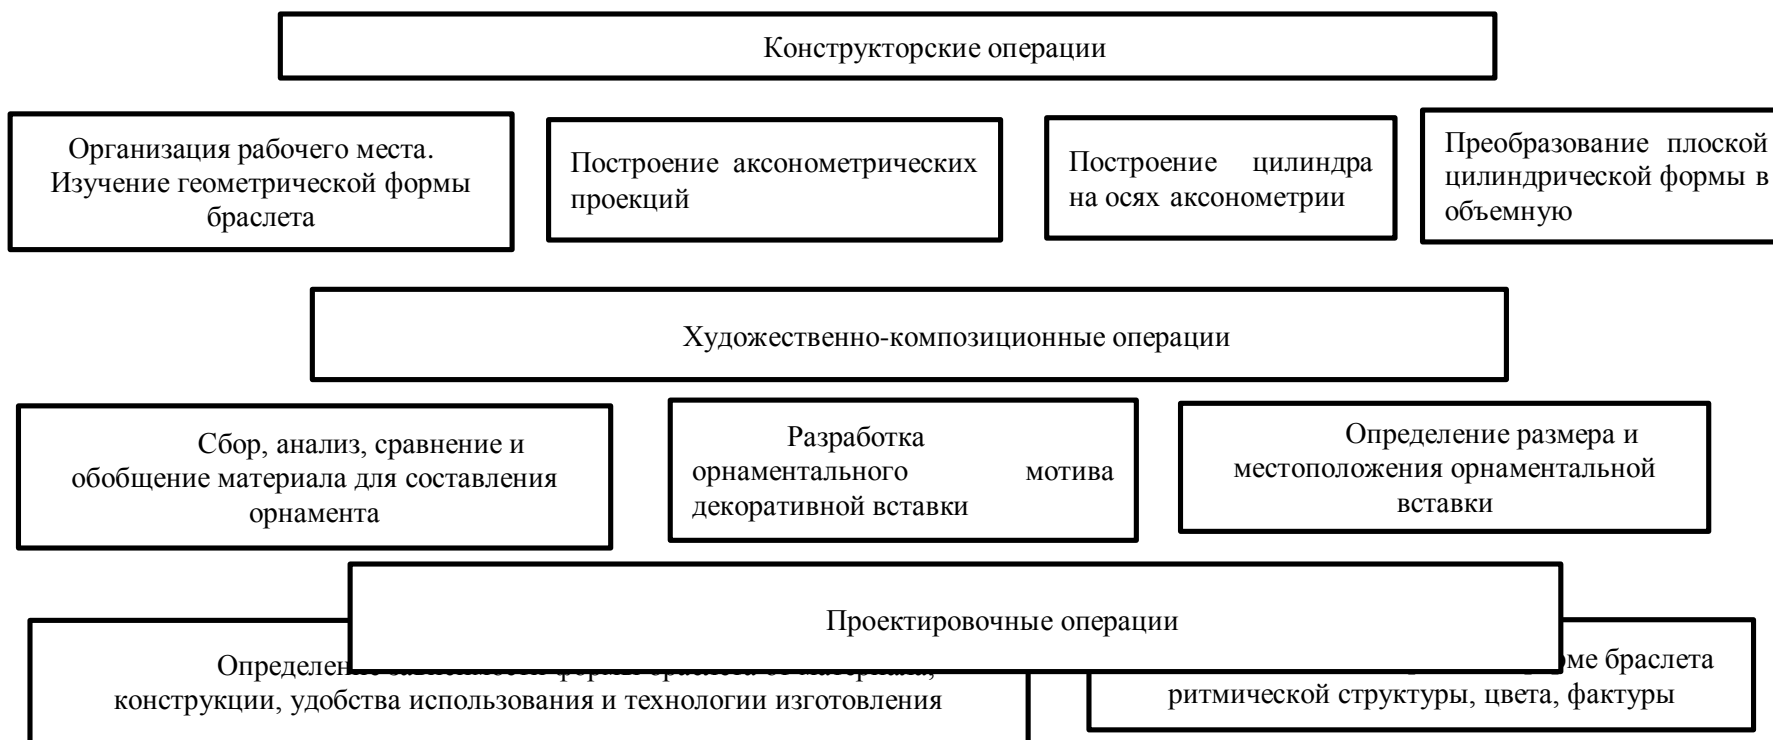 Конструкторские операции
Организация рабочего места.
Изучение геометрической формы
браслета
Построение аксонометрических
проекций
Построение цилиндра
на осях аксонометрии
Преобразование плоской
цилиндрической формы в
объемную
Художественно-композиционные операции
Сбор, анализ, сравнение и
обобщение материала для составления
орнамента
Разработка
орнаментального мотива
декоративной вставки
Определение размера и
местоположения орнаментальной
вставки
Проектировочные операции
конструкции, удобства использования и технологии изготовления
браслета
ритмической структуры, цвета, фактуры